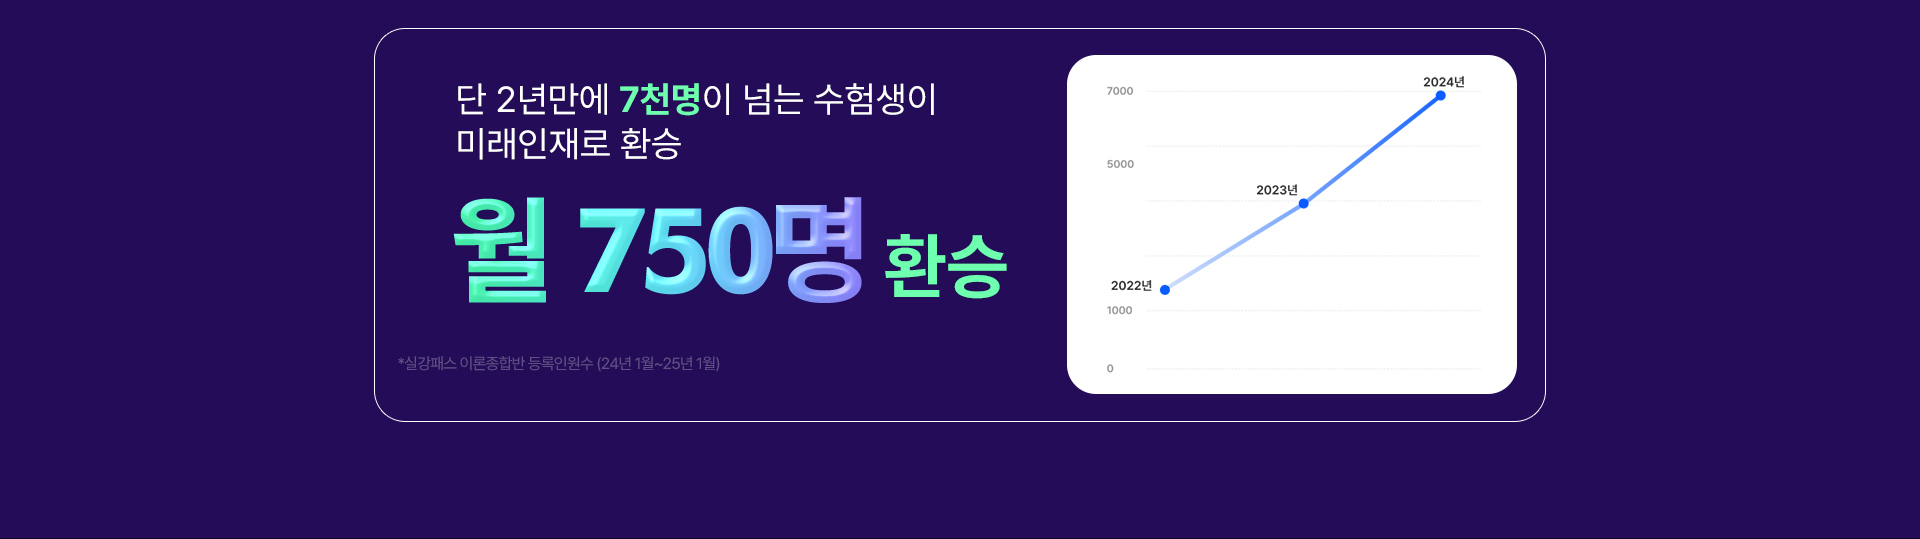 단 2년만에 7천명이 넘는 수험생이
미래인재로 환승
월 750명 환승
*실강패스 이론종합반 등록인원수 (24년 1월~25년 1월)
2024년
7000
5000
2023년
2022년
1000
0